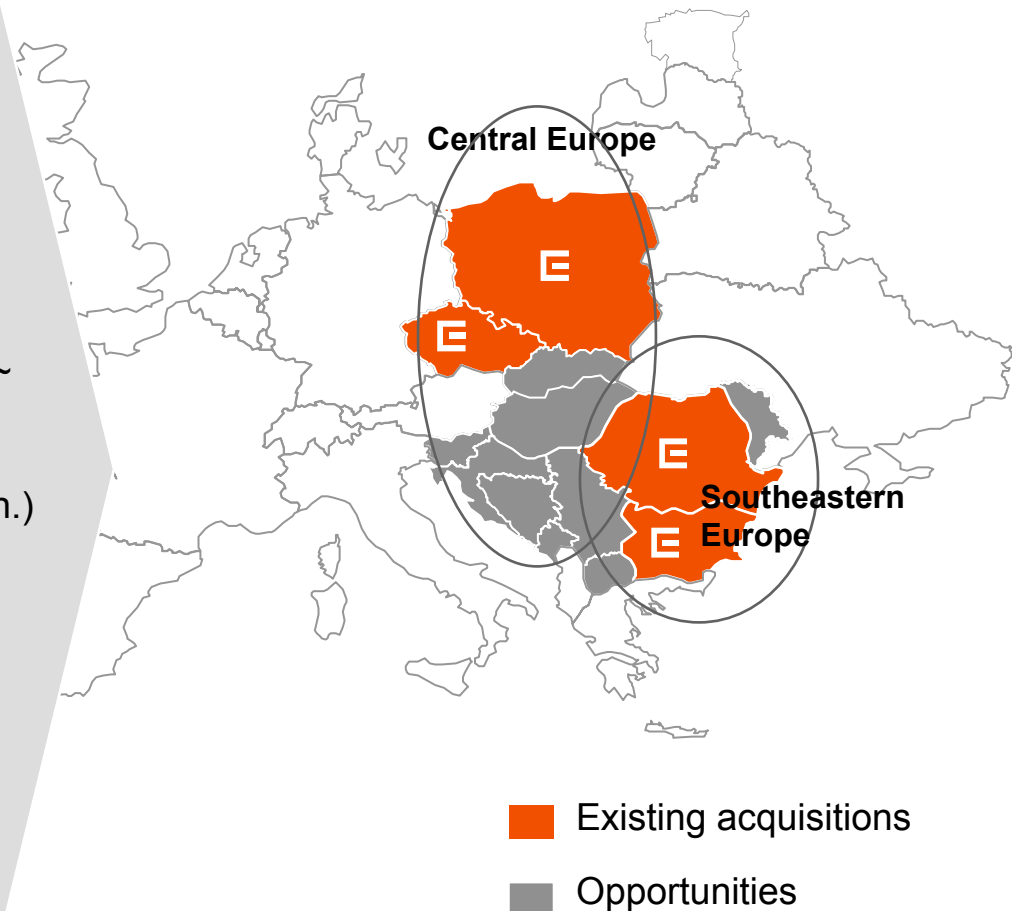 Central Europe
~
n.)
Southeastern
Europe
Existing acquisitions
Opportunities